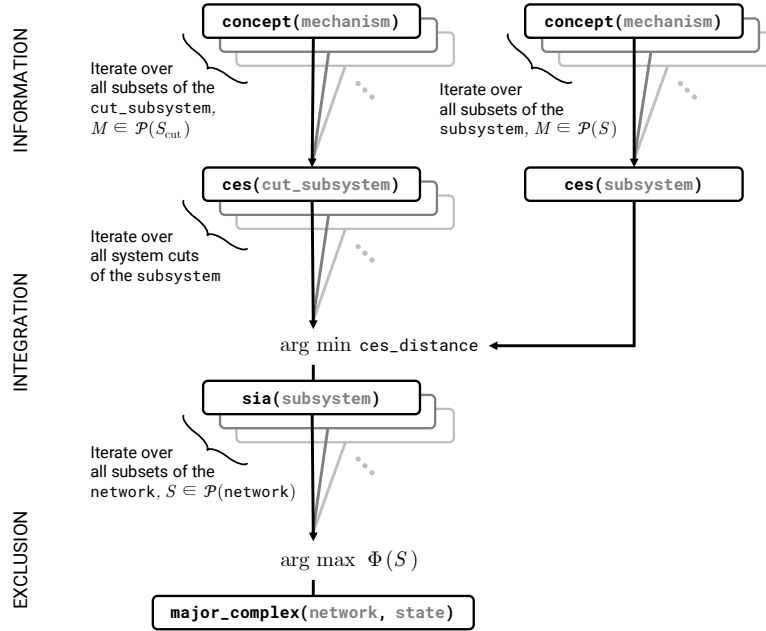 INFORMATION
concept(mechanism)
Iterate over
all subsets of the
cut_subsystem,
M ∈ 𝒫(S_cut)
concept(mechanism)
Iterate over
all subsets of the
subsystem, M ∈ 𝒫(S)
INTEGRATION
ces(cut_subsystem)
Iterate over
all system cuts
of the subsystem
ces(subsystem)
arg min ces_distance
EXCLUSION
sia(subsystem)
Iterate over
all subsets of the
network, S ∈ 𝒫(network)
arg max Φ(S)
major_complex(network, state)